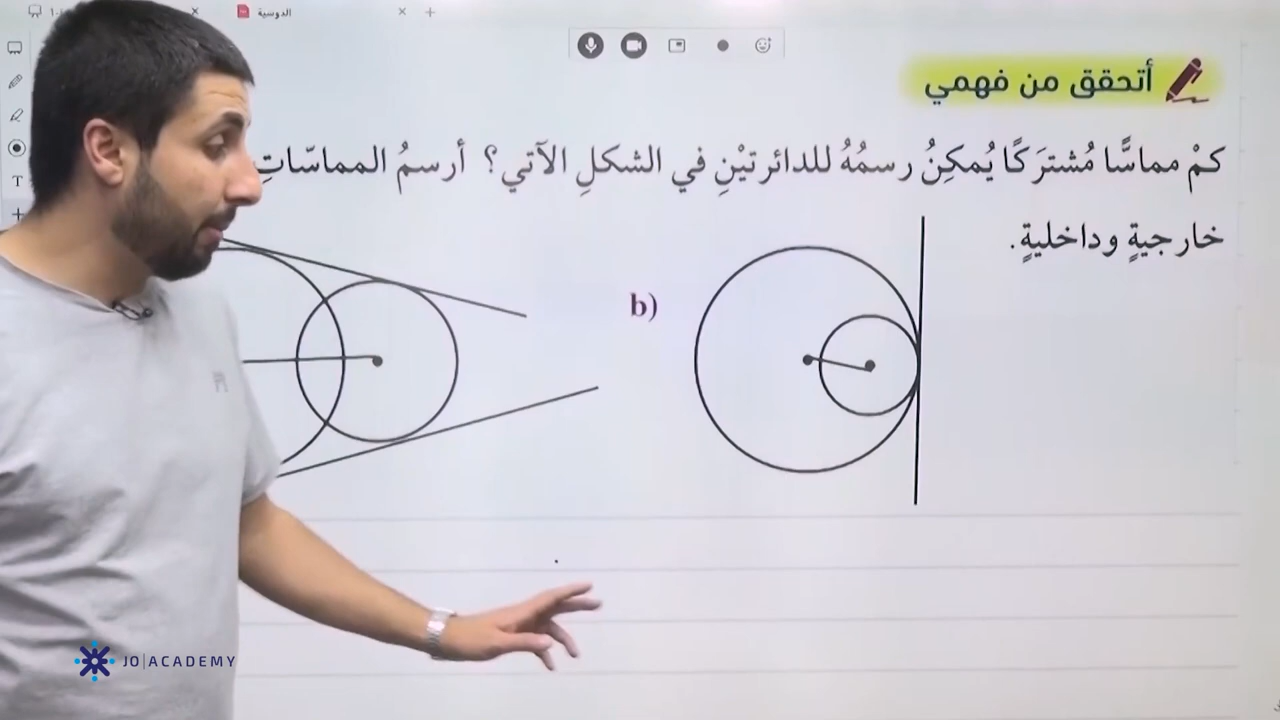 الدوسية
أتحقق من فهمي
كمْ مماسًّا مُشترَكًا يُمكِنُ رسمُهُ للدائرتيْنِ في الشكلِ الآتي؟ أرسمُ المماسّاتِ
خارجيةٍ وداخليةٍ.
b)
T
JO|ACADEMY